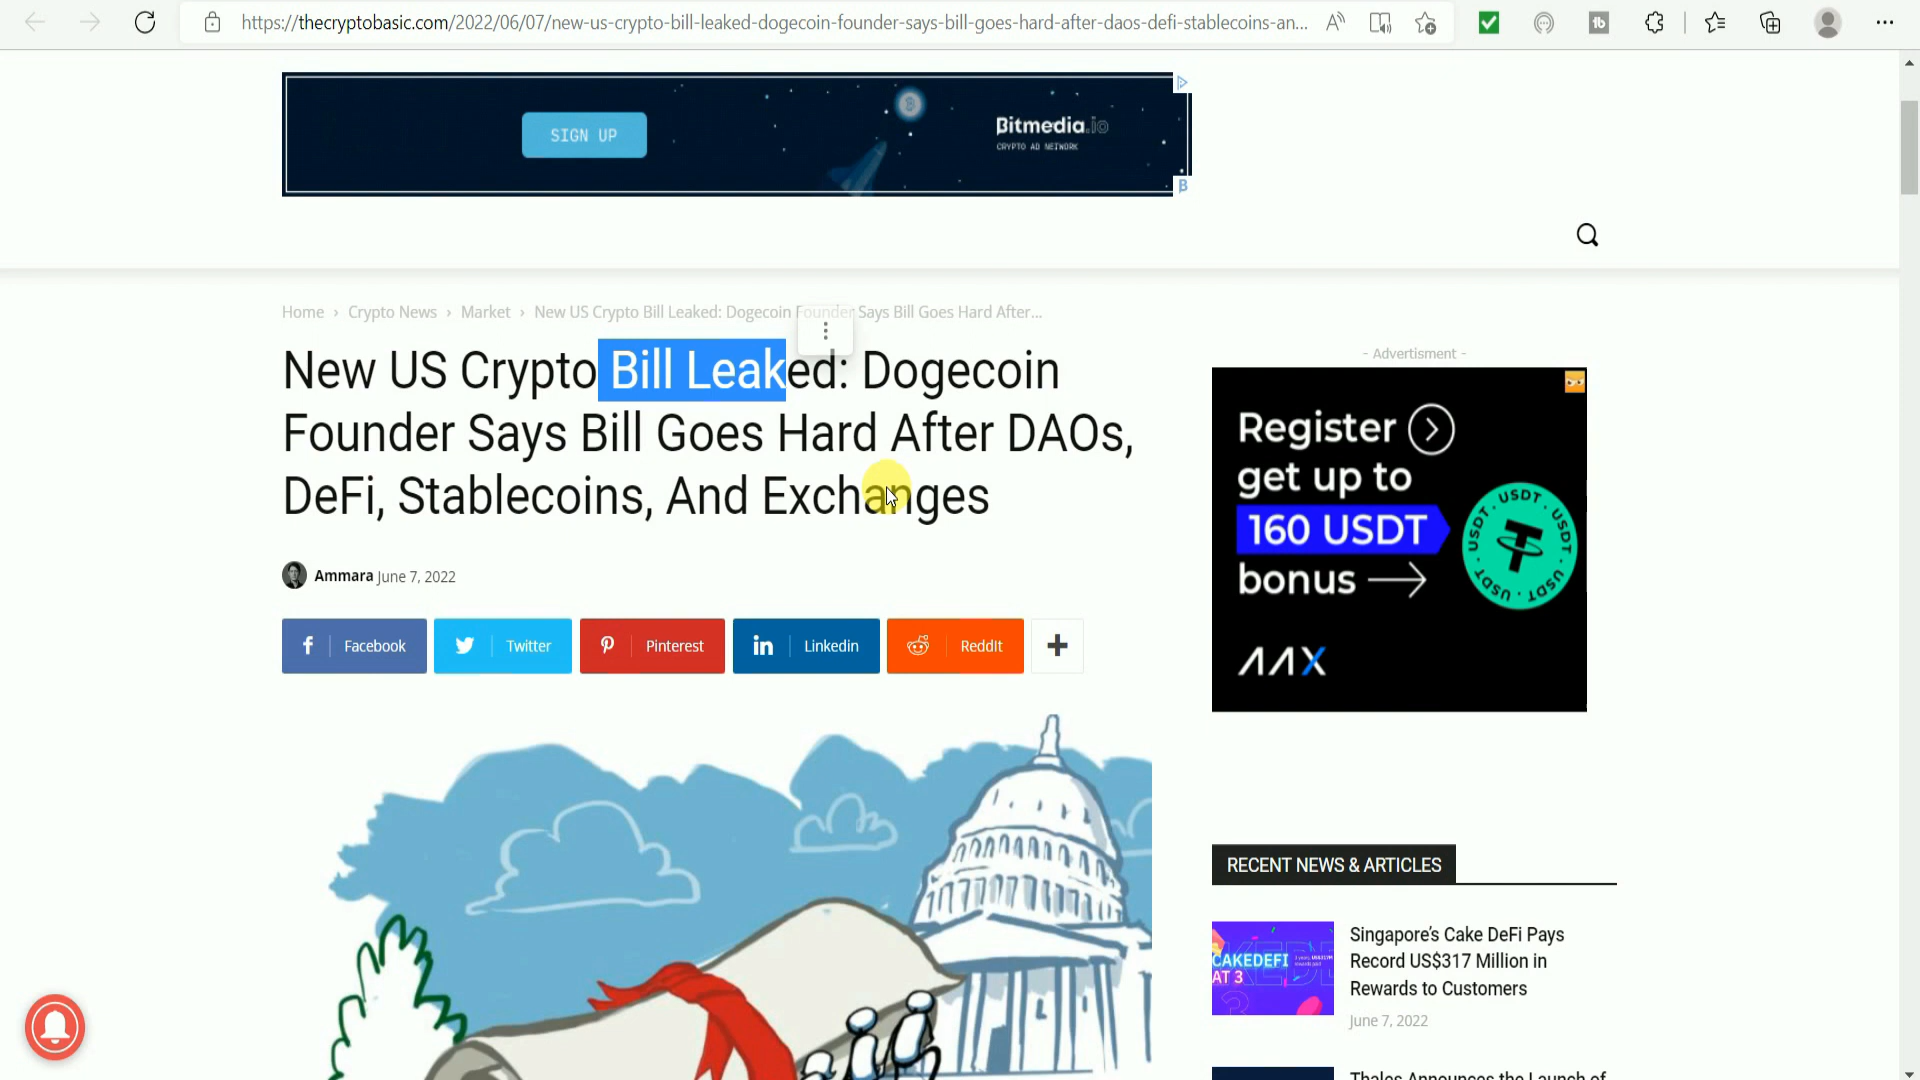 https://thecryptobasic.com/2022/06/07/new-us-crypto-bill-leaked-dogecoin-founder-says-bill-goes-hard-after-daos-defi-stablecoins-an...
SIGN UP
Bitmedia.io
CRYPTO AD NETWORK
Home › Crypto News › Market › New US Crypto Bill Leaked: Dogecoin Founder Says Bill Goes Hard After...
New US Crypto Bill Leaked: Dogecoin
Founder Says Bill Goes Hard After DAOs,
DeFi, Stablecoins, And Exchanges
Ammara June 7, 2022
Facebook
Twitter
Pinterest
Linkedin
ReddIt
- Advertisment -
Register
get up to
160 USDT
bonus
USDT · USDT · USDT · USDT
AAX
RECENT NEWS & ARTICLES
CAKEDEFI
AT 3
Singapore's Cake DeFi Pays
Record US$317 Million in
Rewards to Customers
June 7, 2022
Thales Announces the Launch of